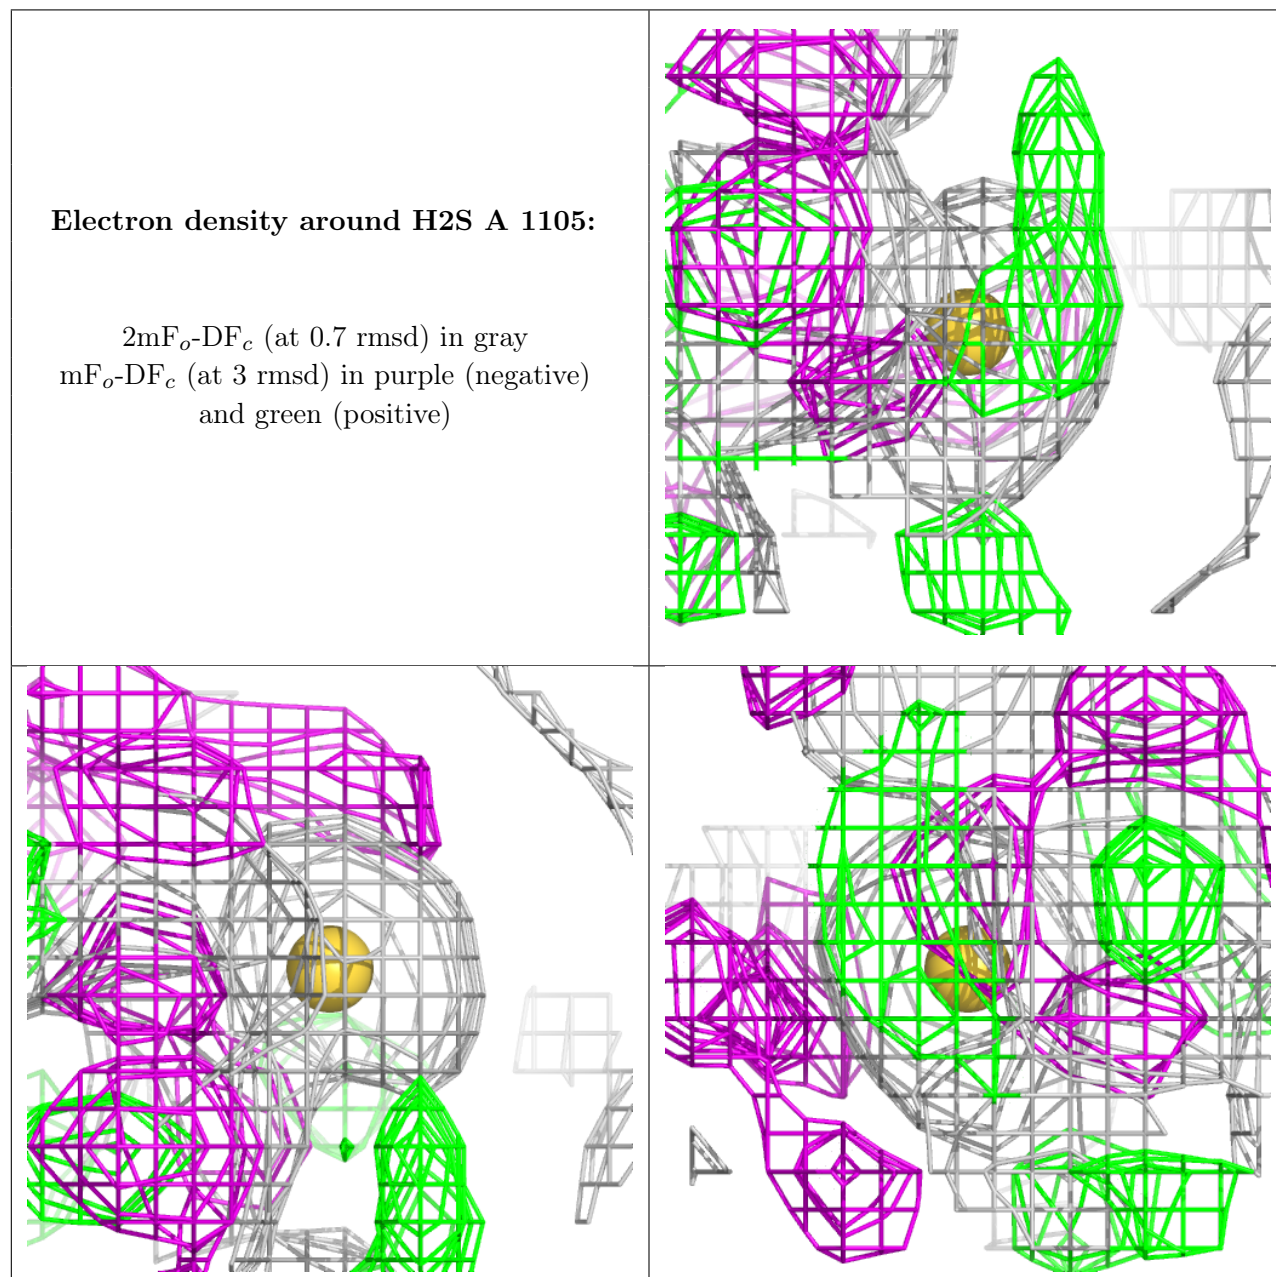 Electron density around H2S A 1105:
2mFo-DFc (at 0.7 rmsd) in gray
mFo-DFc (at 3 rmsd) in purple (negative)
and green (positive)